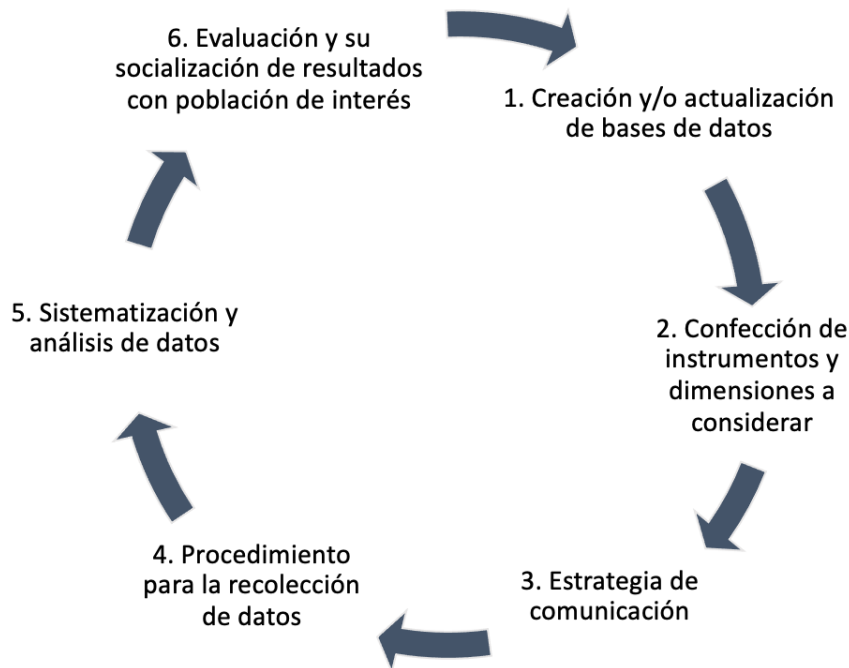 6. Evaluación y su
socialización de resultados
con población de interés
1. Creación y/o actualización
de bases de datos
2. Confección de
instrumentos y
dimensiones a
considerar
3. Estrategia de
comunicación
4. Procedimiento
para la recolección
de datos
5. Sistematización y
análisis de datos